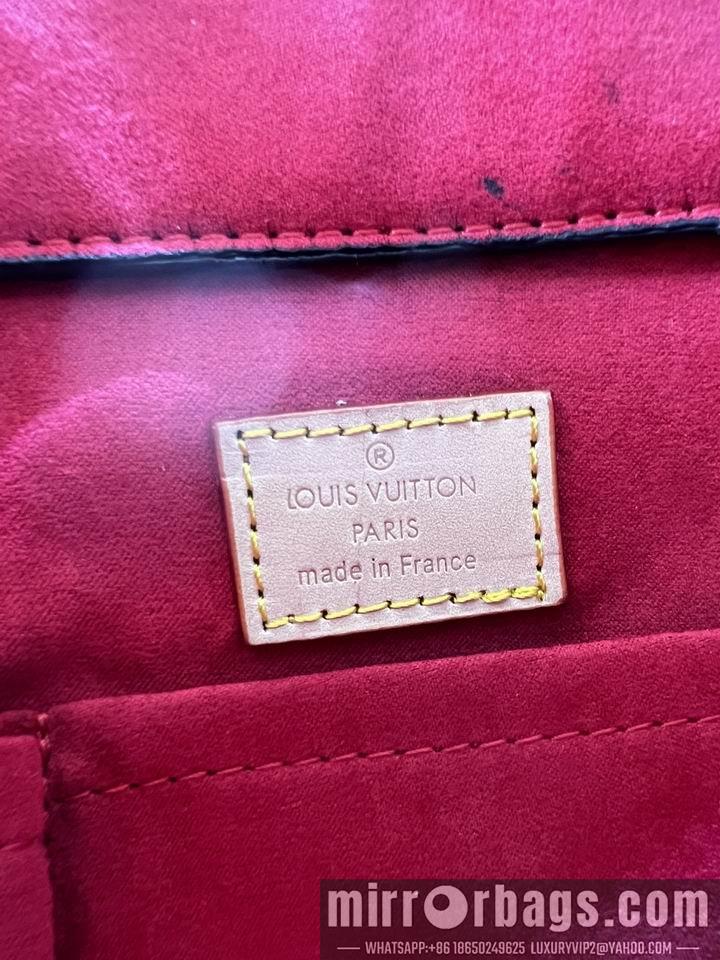 ®
LOUIS VUITTON
PARIS
made in France
mirrorbags.com
WHATSAPP:+86 18650249625 LUXURYVIP2@YAHOO.COM